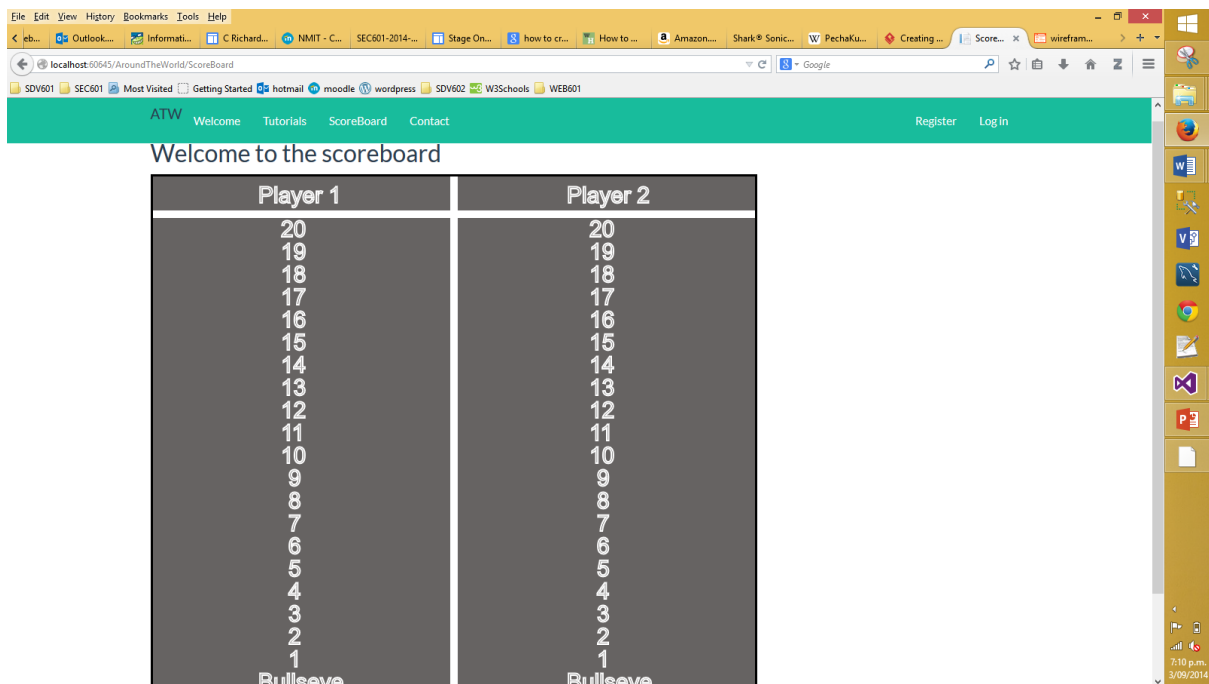 File Edit View History Bookmarks Tools Help
eb... Outlook.... Informati... C Richard... NMIT - C... SEC601-2014-... Stage On... how to cr... How to ... Amazon.... Shark® Sonic... PechaKu... Creating ... Score... × wirefram...
localhost:60645/AroundTheWorld/ScoreBoard Google
SDV601 SEC601 Most Visited Getting Started hotmail moodle wordpress SDV602 W3Schools WEB601
ATW Welcome Tutorials ScoreBoard Contact Register Log in
Welcome to the scoreboard
Player 1 Player 2
20 20
19 19
18 18
17 17
16 16
15 15
14 14
13 13
12 12
11 11
10 10
9 9
8 8
7 7
6 6
5 5
4 4
3 3
2 2
1 1
Bullseye Bullseye
7:10 p.m.
3/09/2014